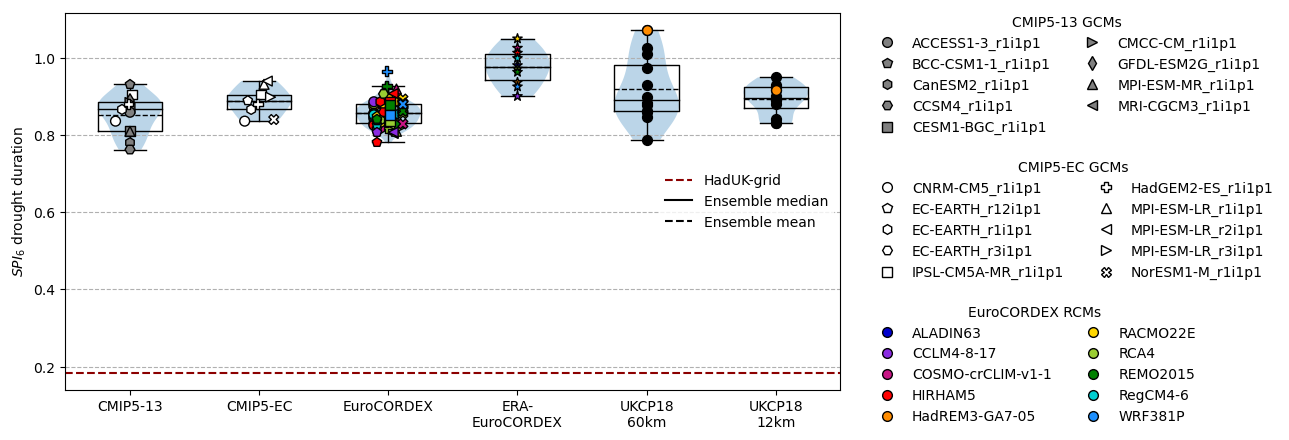 1.0
0.8
0.6
0.4
0.2
SPI6 drought duration
CMIP5-13
CMIP5-EC
EuroCORDEX
ERA-
EuroCORDEX
UKCP18
60km
UKCP18
12km
HadUK-grid
Ensemble median
Ensemble mean
CMIP5-13 GCMs
ACCESS1-3_r1i1p1
BCC-CSM1-1_r1i1p1
CanESM2_r1i1p1
CCSM4_r1i1p1
CESM1-BGC_r1i1p1
CMCC-CM_r1i1p1
GFDL-ESM2G_r1i1p1
MPI-ESM-MR_r1i1p1
MRI-CGCM3_r1i1p1
CMIP5-EC GCMs
CNRM-CM5_r1i1p1
EC-EARTH_r12i1p1
EC-EARTH_r1i1p1
EC-EARTH_r3i1p1
IPSL-CM5A-MR_r1i1p1
HadGEM2-ES_r1i1p1
MPI-ESM-LR_r1i1p1
MPI-ESM-LR_r2i1p1
MPI-ESM-LR_r3i1p1
NorESM1-M_r1i1p1
EuroCORDEX RCMs
ALADIN63
CCLM4-8-17
COSMO-crCLIM-v1-1
HIRHAM5
HadREM3-GA7-05
RACMO22E
RCA4
REMO2015
RegCM4-6
WRF381P